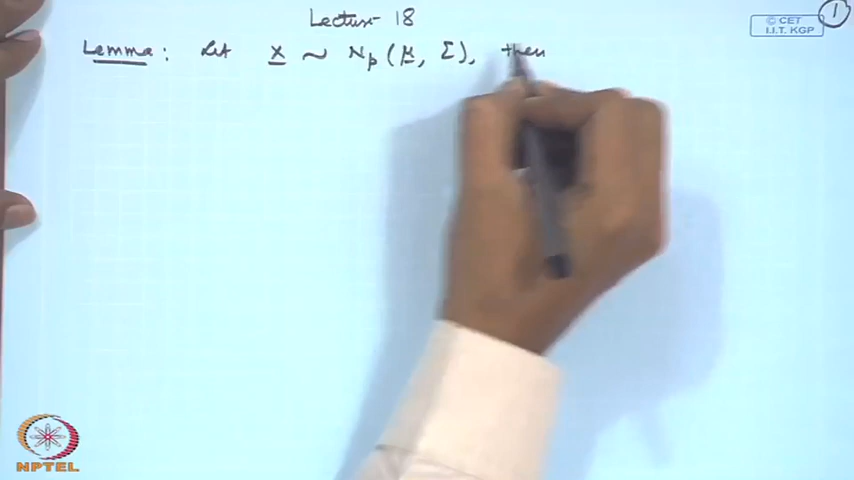 Lecture 18
© CET
I.I.T. KGP
1
Lemma : Let X ~ Np (μ, Σ), then
NPTEL